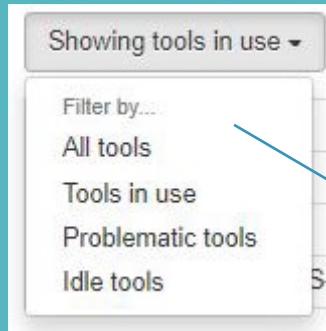 Showing tools in use
Filter by...
All tools
Tools in use
Problematic tools
Idle tools
S